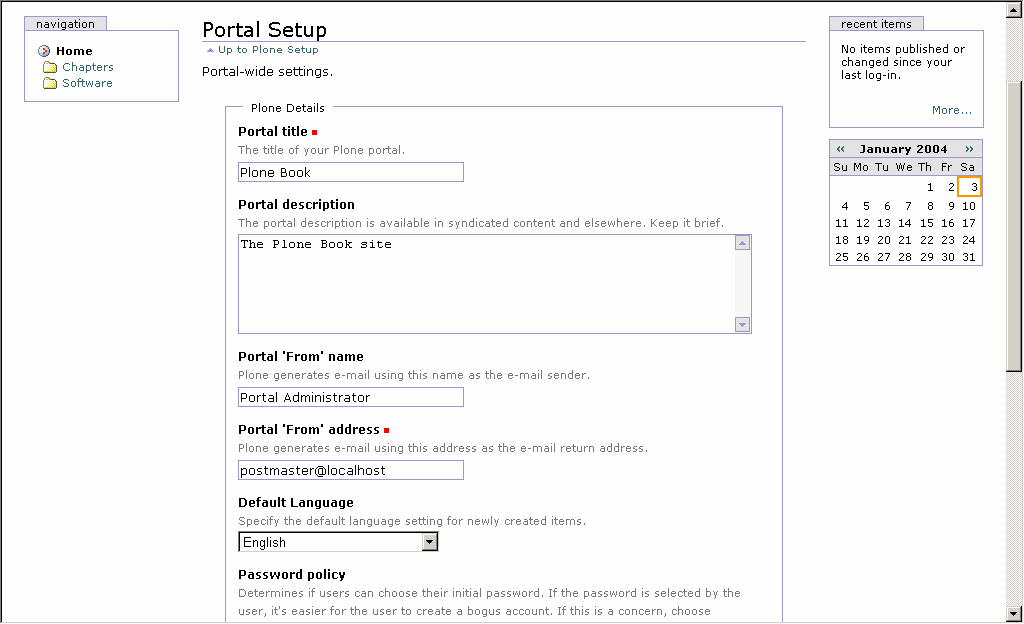 navigation
Home
Chapters
Software
Portal Setup
Up to Plone Setup
Portal-wide settings.
Plone Details
Portal title
The title of your Plone portal.
Plone Book
Portal description
The portal description is available in syndicated content and elsewhere. Keep it brief.
The Plone Book site
Portal 'From' name
Plone generates e-mail using this name as the e-mail sender.
Portal Administrator
Portal 'From' address
Plone generates e-mail using this address as the e-mail return address.
postmaster@localhost
Default Language
Specify the default language setting for newly created items.
English
Password policy
Determines if users can choose their initial password. If the password is selected by the
user, it's easier for the user to create a bogus account. If this is a concern, choose
recent items
No items published or
changed since your
last log-in.
More...
« January 2004 »
Su Mo Tu We Th Fr Sa
1 2 3
4 5 6 7 8 9 10
11 12 13 14 15 16 17
18 19 20 21 22 23 24
25 26 27 28 29 30 31